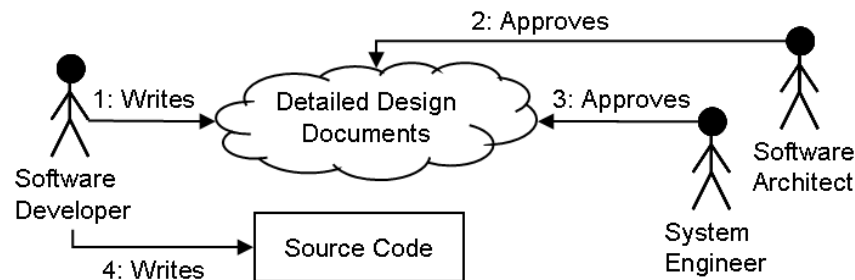 2: Approves
1: Writes
Detailed Design
Documents
3: Approves
Software
Developer
Software
Architect
System
Engineer
Source Code
4: Writes